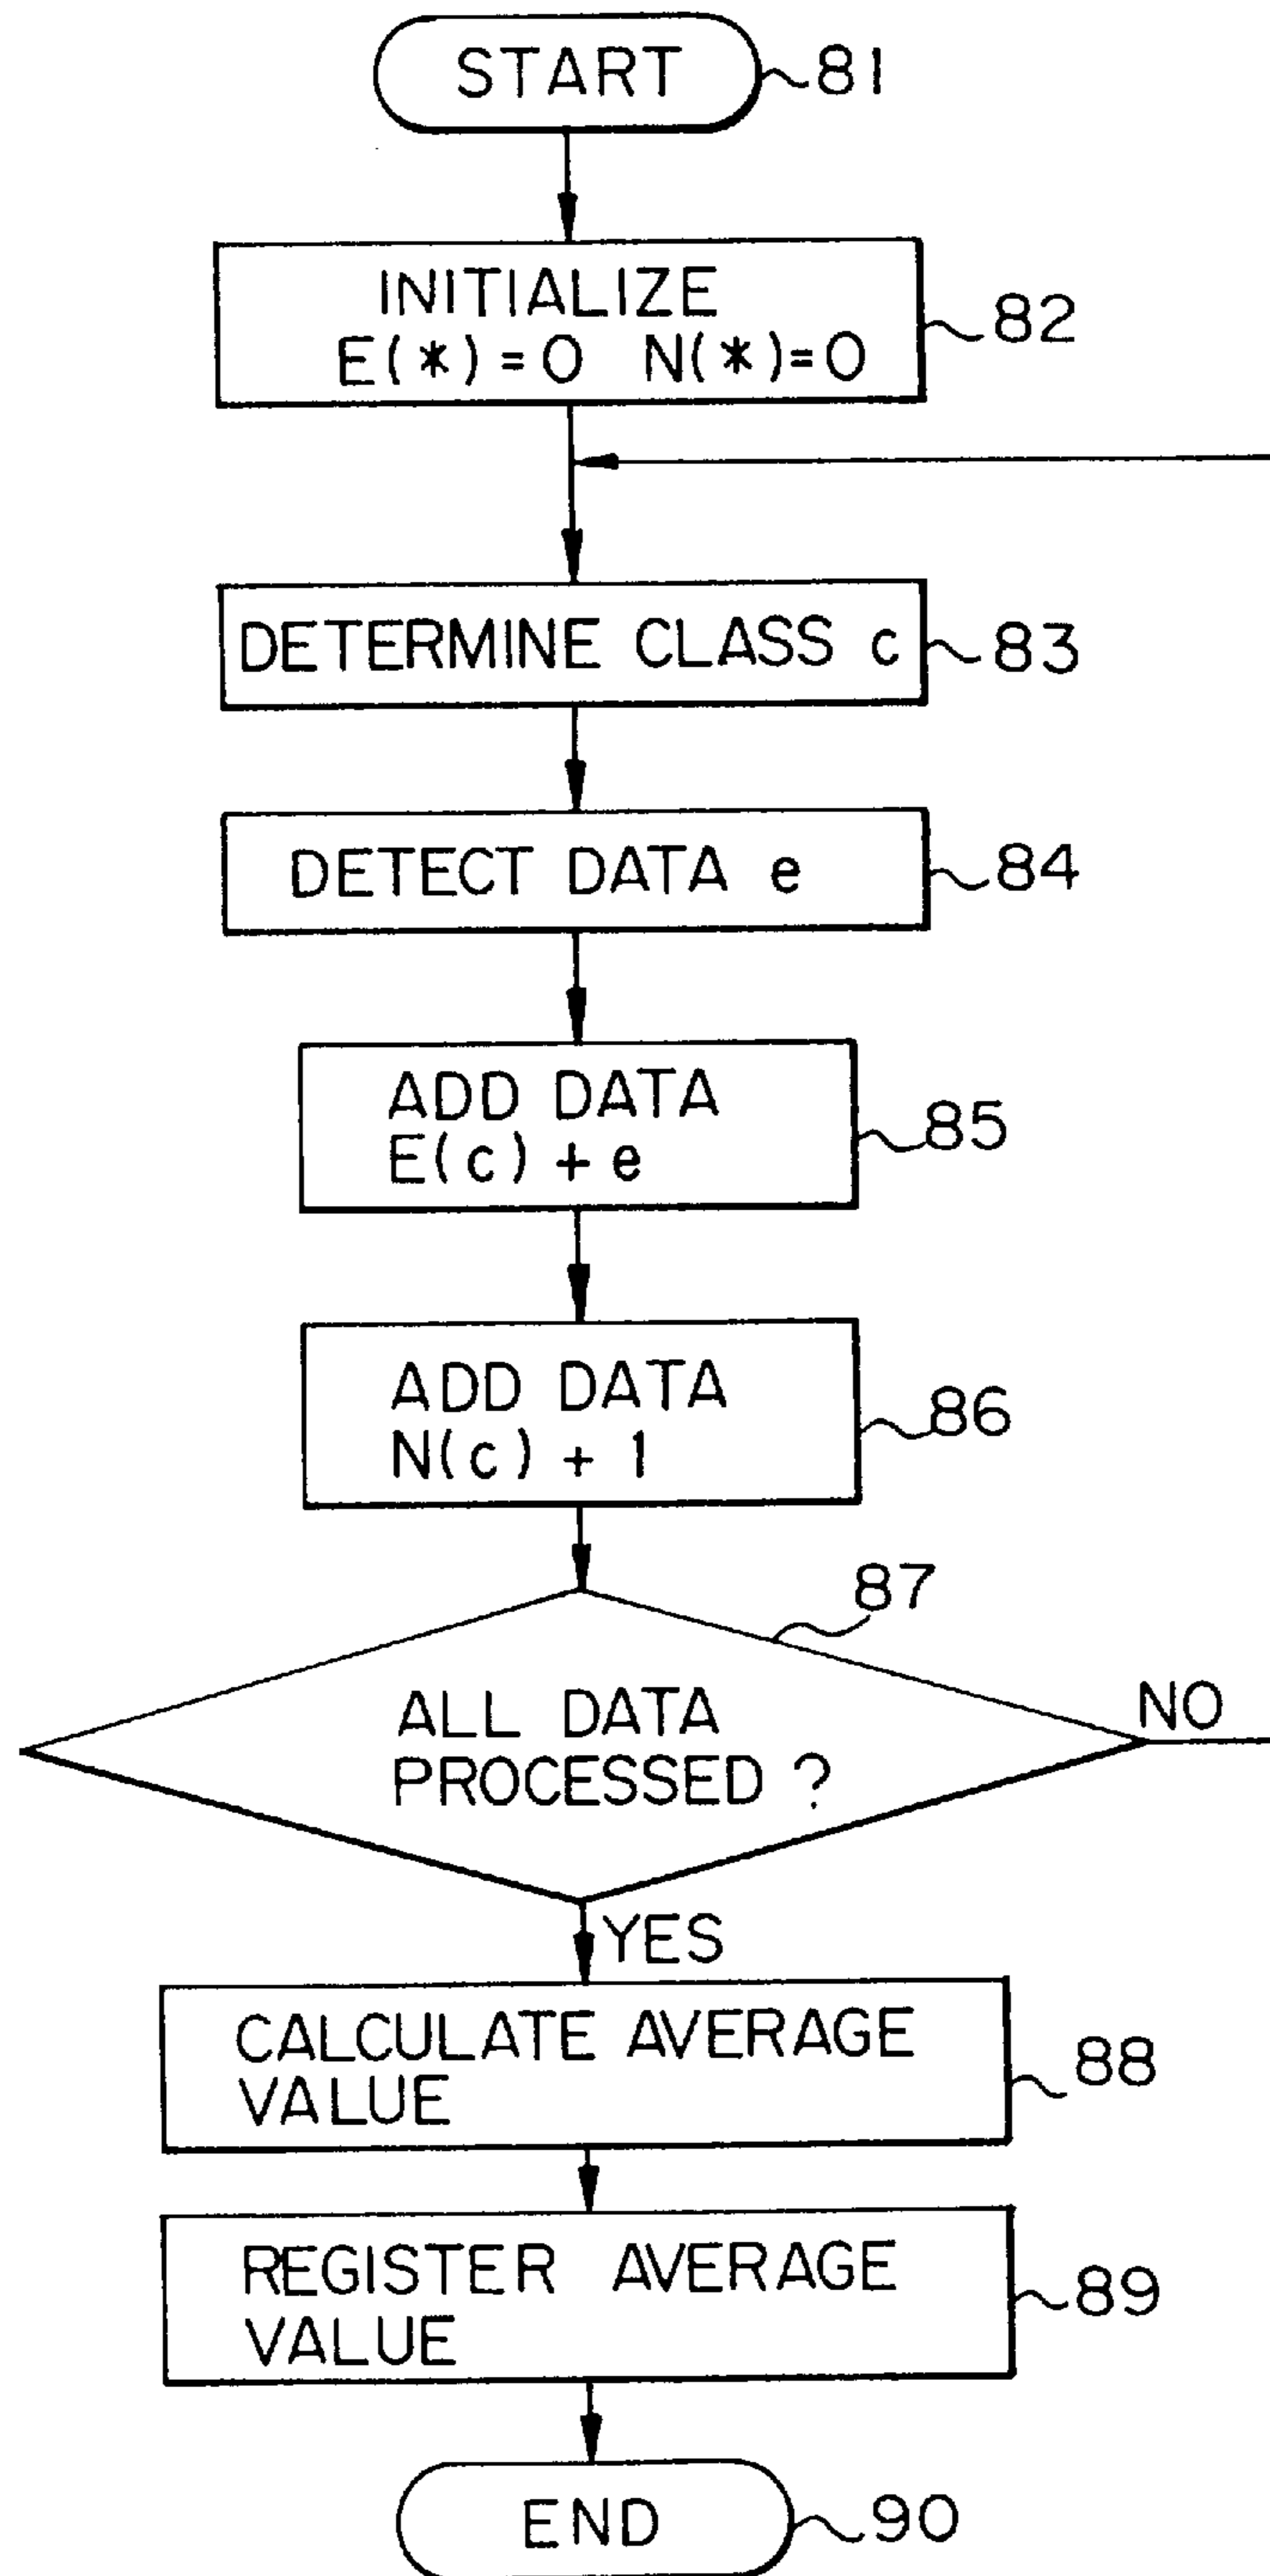 START 81
INITIALIZE
E(*)=0 N(*)=0
82
DETERMINE CLASS c 83
DETECT DATA e 84
ADD DATA
E(c) + e
85
ADD DATA
N(c) + 1
86
87
ALL DATA
PROCESSED ?
NO
YES
CALCULATE AVERAGE
VALUE
88
REGISTER AVERAGE
VALUE
89
END 90